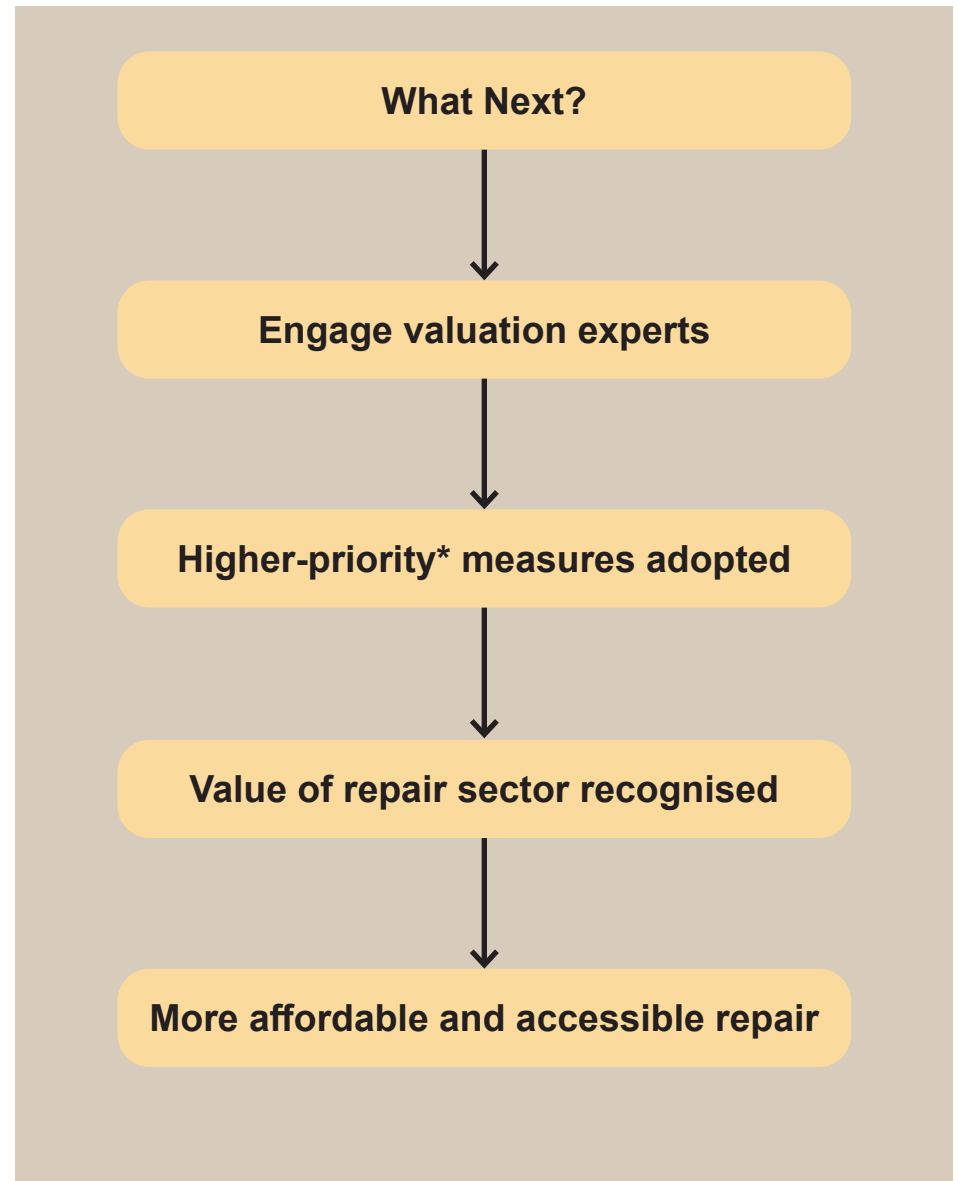 What Next?
Engage valuation experts
Higher-priority* measures adopted
Value of repair sector recognised
More affordable and accessible repair